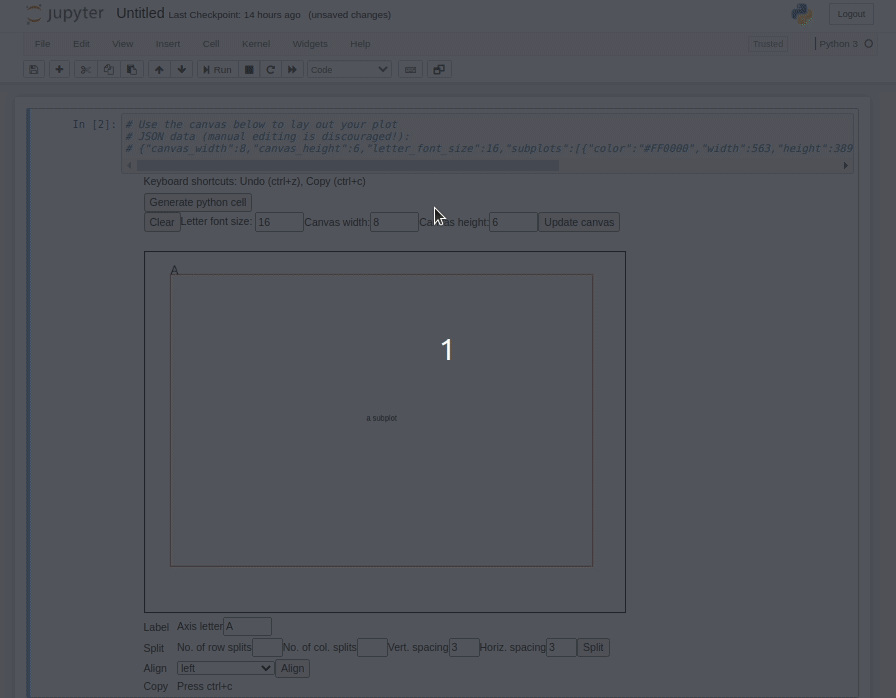 jupyter Untitled Last Checkpoint: 14 hours ago (unsaved changes) Logout
File Edit View Insert Cell Kernel Widgets Help Trusted Python 3
Run Code
In [2]: # Use the canvas below to lay out your plot
# JSON data (manual editing is discouraged!):
# {"canvas_width":8,"canvas_height":6,"letter_font_size":16,"subplots":[{"color":"#FF0000","width":563,"height":389
Keyboard shortcuts: Undo (ctrl+z), Copy (ctrl+c)
Generate python cell
Clear Letter font size: 16 Canvas width: 8 Canvas height: 6 Update canvas
A
1
a subplot
Label Axis letter A
Split No. of row splits No. of col. splits Vert. spacing 3 Horiz. spacing 3 Split
Align left Align
Copy Press ctrl+c